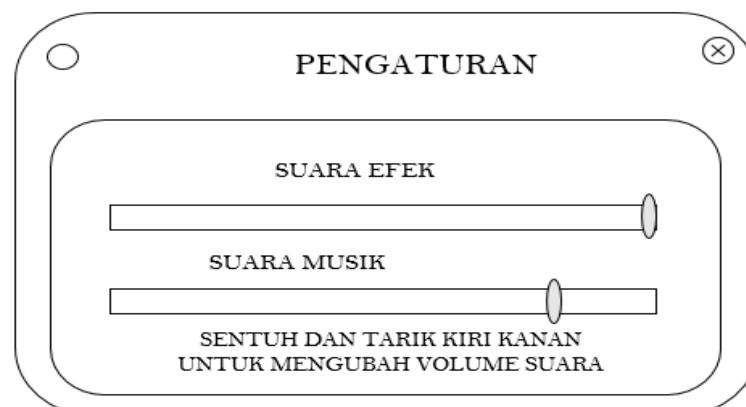 PENGATURAN
SUARA EFEK
SUARA MUSIK
SENTUH DAN TARIK KIRI KANAN
UNTUK MENGUBAH VOLUME SUARA